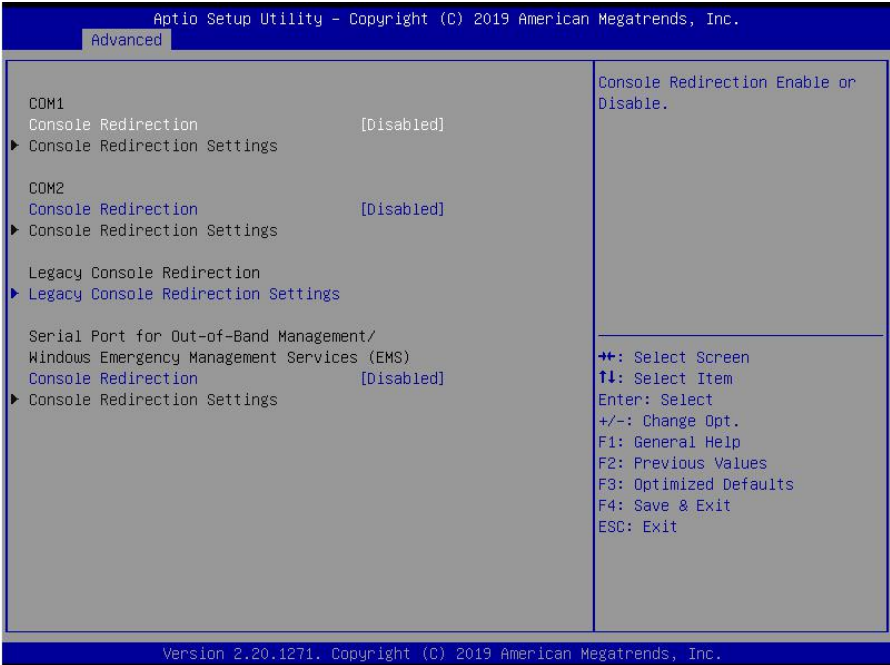 Aptio Setup Utility – Copyright (C) 2019 American Megatrends, Inc.
Advanced
COM1
Console Redirection [Disabled]
▶ Console Redirection Settings
COM2
Console Redirection [Disabled]
▶ Console Redirection Settings
Legacy Console Redirection
▶ Legacy Console Redirection Settings
Serial Port for Out-of-Band Management/
Windows Emergency Management Services (EMS)
Console Redirection [Disabled]
▶ Console Redirection Settings
Console Redirection Enable or
Disable.
→←: Select Screen
↑↓: Select Item
Enter: Select
+/-: Change Opt.
F1: General Help
F2: Previous Values
F3: Optimized Defaults
F4: Save & Exit
ESC: Exit
Version 2.20.1271. Copyright (C) 2019 American Megatrends, Inc.